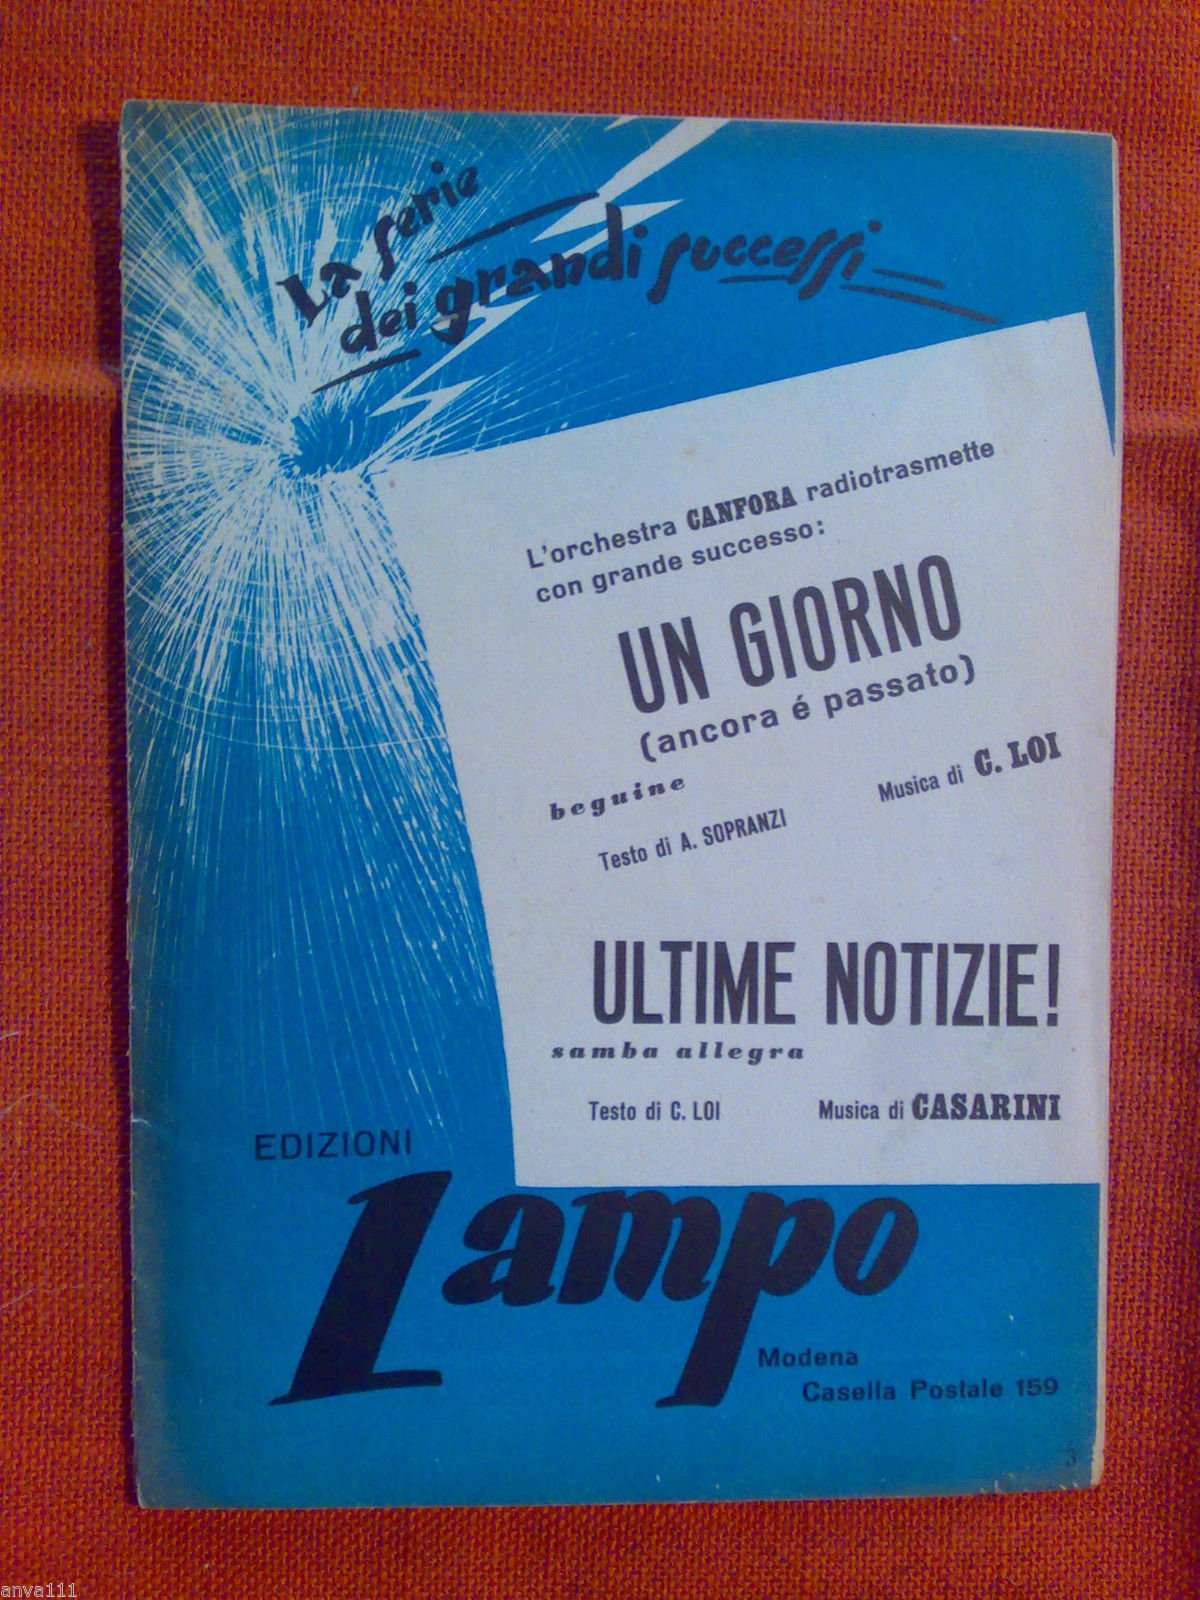 La serie
dei grandi successi
L'orchestra CANFORA radiotrasmette
con grande successo:
UN GIORNO
(ancora é passato)
beguine
Testo di A. SOPRANZI
Musica di C. LOI
ULTIME NOTIZIE!
samba allegra
Testo di C. LOI
Musica di CASARINI
EDIZIONI
Lampo
Modena
Casella Postale 159
3
anva111